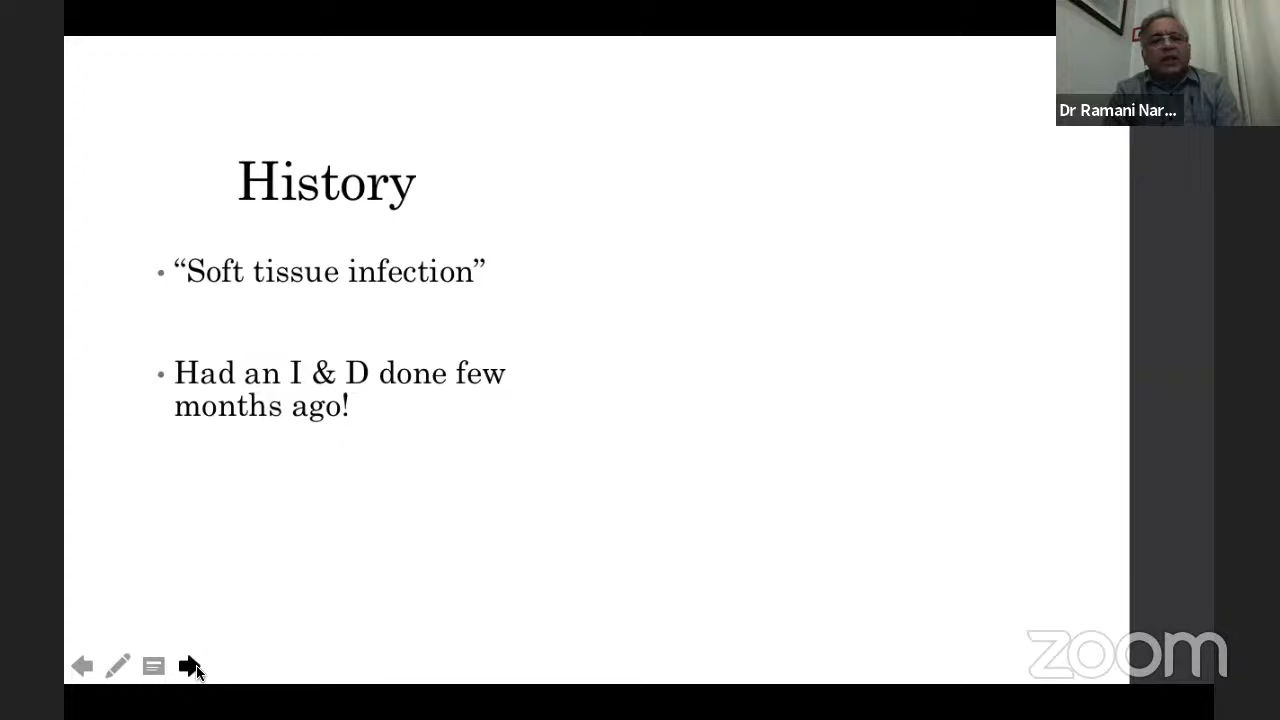 Dr Ramani Nar...
History
• “Soft tissue infection”
• Had an I & D done few
months ago!
zoom